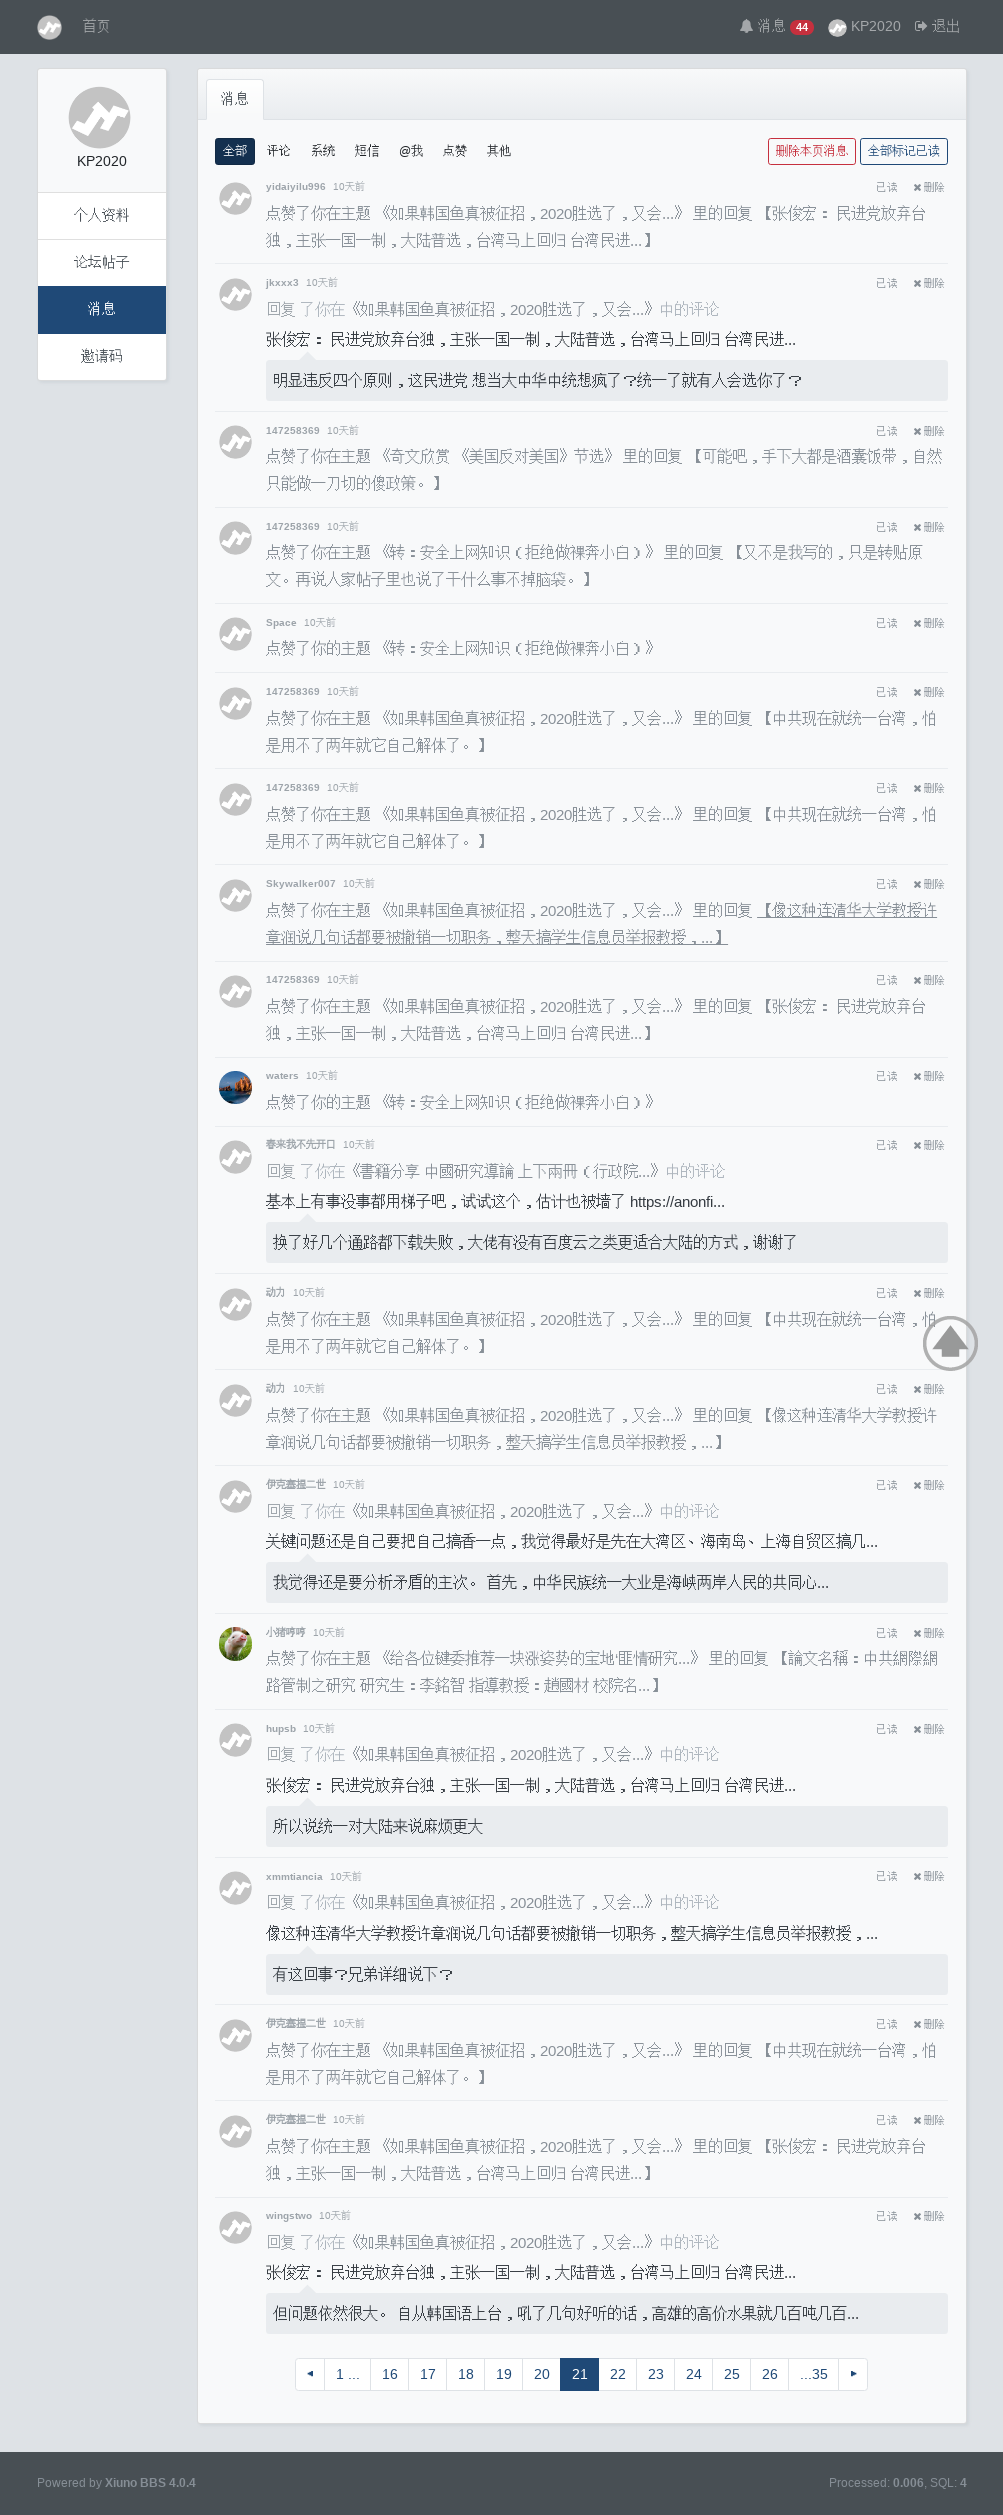 首页
消息 44 KP2020 退出
KP2020
个人资料
论坛帖子
消息
邀请码
消息
全部 评论 系统 短信 @我 点赞 其他 删除本页消息 全部标记已读
yidaiyilu996 10天前 已读 ✖删除
点赞了你在主题 《如果韩国鱼真被征招，2020胜选了，又会...》 里的回复 【张俊宏： 民进党放弃台
独，主张一国一制，大陆普选，台湾马上回归 台湾民进...】
jkxxx3 10天前 已读 ✖删除
回复 了你在《如果韩国鱼真被征招，2020胜选了，又会...》中的评论
张俊宏： 民进党放弃台独，主张一国一制，大陆普选，台湾马上回归 台湾民进...
明显违反四个原则，这民进党 想当大中华中统想疯了？统一了就有人会选你了？
147258369 10天前 已读 ✖删除
点赞了你在主题 《奇文欣赏 《美国反对美国》节选》 里的回复 【可能吧，手下大都是酒囊饭带，自然
只能做一刀切的傻政策。】
147258369 10天前 已读 ✖删除
点赞了你在主题 《转：安全上网知识（拒绝做裸奔小白）》 里的回复 【又不是我写的，只是转贴原
文。再说人家帖子里也说了干什么事不掉脑袋。】
Space 10天前 已读 ✖删除
点赞了你的主题 《转：安全上网知识（拒绝做裸奔小白）》
147258369 10天前 已读 ✖删除
点赞了你在主题 《如果韩国鱼真被征招，2020胜选了，又会...》 里的回复 【中共现在就统一台湾，怕
是用不了两年就它自己解体了。】
147258369 10天前 已读 ✖删除
点赞了你在主题 《如果韩国鱼真被征招，2020胜选了，又会...》 里的回复 【中共现在就统一台湾，怕
是用不了两年就它自己解体了。】
Skywalker007 10天前 已读 ✖删除
点赞了你在主题 《如果韩国鱼真被征招，2020胜选了，又会...》 里的回复 【像这种连清华大学教授许
章润说几句话都要被撤销一切职务，整天搞学生信息员举报教授，...】
147258369 10天前 已读 ✖删除
点赞了你在主题 《如果韩国鱼真被征招，2020胜选了，又会...》 里的回复 【张俊宏： 民进党放弃台
独，主张一国一制，大陆普选，台湾马上回归 台湾民进...】
waters 10天前 已读 ✖删除
点赞了你的主题 《转：安全上网知识（拒绝做裸奔小白）》
春来我不先开口 10天前 已读 ✖删除
回复 了你在《書籍分享 中國研究導論 上下兩冊（行政院...》中的评论
基本上有事没事都用梯子吧，试试这个，估计也被墙了 https://anonfi...
换了好几个通路都下载失败，大佬有没有百度云之类更适合大陆的方式，谢谢了
动力 10天前 已读 ✖删除
点赞了你在主题 《如果韩国鱼真被征招，2020胜选了，又会...》 里的回复 【中共现在就统一台湾，怕
是用不了两年就它自己解体了。】
动力 10天前 已读 ✖删除
点赞了你在主题 《如果韩国鱼真被征招，2020胜选了，又会...》 里的回复 【像这种连清华大学教授许
章润说几句话都要被撤销一切职务，整天搞学生信息员举报教授，...】
伊克塞揾二世 10天前 已读 ✖删除
回复 了你在《如果韩国鱼真被征招，2020胜选了，又会...》中的评论
关键问题还是自己要把自己搞香一点，我觉得最好是先在大湾区、海南岛、上海自贸区搞几...
我觉得还是要分析矛盾的主次。 首先，中华民族统一大业是海峡两岸人民的共同心...
小猪哼哼 10天前 已读 ✖删除
点赞了你在主题 《给各位键委推荐一块涨姿势的宝地'匪情研究...》 里的回复 【論文名稱：中共網際網
路管制之研究 研究生：李銘智 指導教授：趙國材 校院名...】
hupsb 10天前 已读 ✖删除
回复 了你在《如果韩国鱼真被征招，2020胜选了，又会...》中的评论
张俊宏： 民进党放弃台独，主张一国一制，大陆普选，台湾马上回归 台湾民进...
所以说统一对大陆来说麻烦更大
xmmtiancia 10天前 已读 ✖删除
回复 了你在《如果韩国鱼真被征招，2020胜选了，又会...》中的评论
像这种连清华大学教授许章润说几句话都要被撤销一切职务，整天搞学生信息员举报教授，...
有这回事？兄弟详细说下？
伊克塞揾二世 10天前 已读 ✖删除
点赞了你在主题 《如果韩国鱼真被征招，2020胜选了，又会...》 里的回复 【中共现在就统一台湾，怕
是用不了两年就它自己解体了。】
伊克塞揾二世 10天前 已读 ✖删除
点赞了你在主题 《如果韩国鱼真被征招，2020胜选了，又会...》 里的回复 【张俊宏： 民进党放弃台
独，主张一国一制，大陆普选，台湾马上回归 台湾民进...】
wingstwo 10天前 已读 ✖删除
回复 了你在《如果韩国鱼真被征招，2020胜选了，又会...》中的评论
张俊宏： 民进党放弃台独，主张一国一制，大陆普选，台湾马上回归 台湾民进...
但问题依然很大。 自从韩国语上台，吼了几句好听的话，高雄的高价水果就几百吨几百...
◂ 1 ... 16 17 18 19 20 21 22 23 24 25 26 ...35 ▸
Powered by Xiuno BBS 4.0.4 Processed: 0.006, SQL: 4